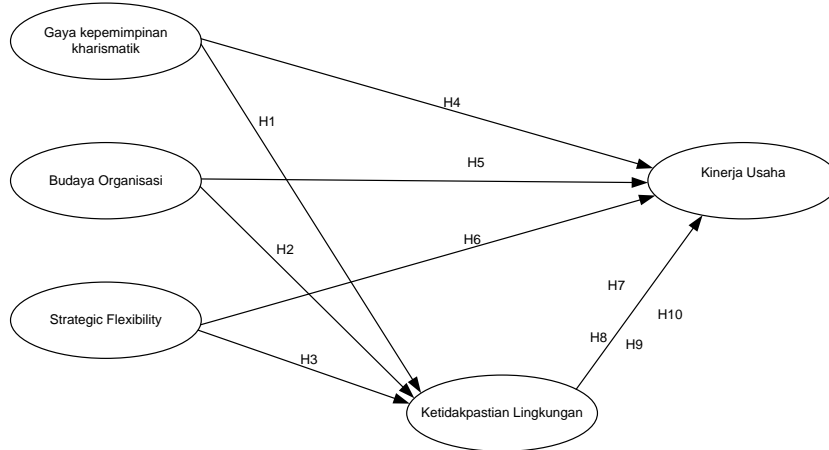 Gaya kepemimpinan
kharismatik
H4
H1
Budaya Organisasi
H5
Kinerja Usaha
H2
H6
Strategic Flexibility
H3
H7
H10
H8
H9
Ketidakpastian Lingkungan